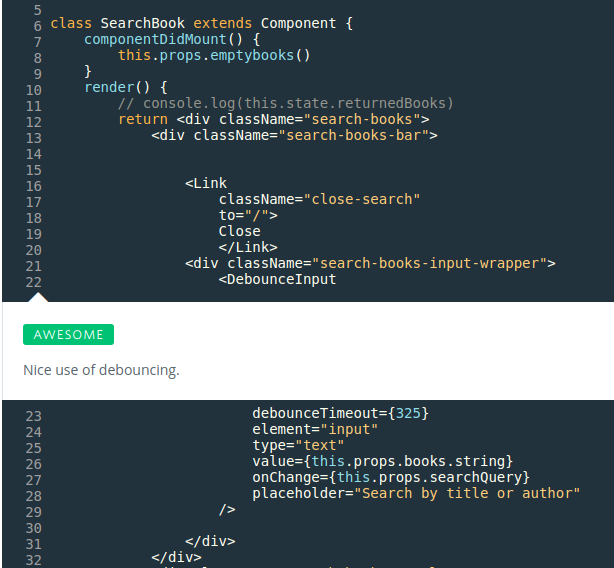 5
6 class SearchBook extends Component {
7     componentDidMount() {
8         this.props.emptybooks()
9     }
10     render() {
11         // console.log(this.state.returnedBooks)
12         return <div className="search-books">
13             <div className="search-books-bar">
14
15
16                 <Link
17                     className="close-search"
18                     to="/">
19                     Close
20                     </Link>
21                 <div className="search-books-input-wrapper">
22                     <DebounceInput
AWESOME
Nice use of debouncing.
23                         debounceTimeout={325}
24                         element="input"
25                         type="text"
26                         value={this.props.books.string}
27                         onChange={this.props.searchQuery}
28                         placeholder="Search by title or author"
29                     />
30
31                 </div>
32             </div>